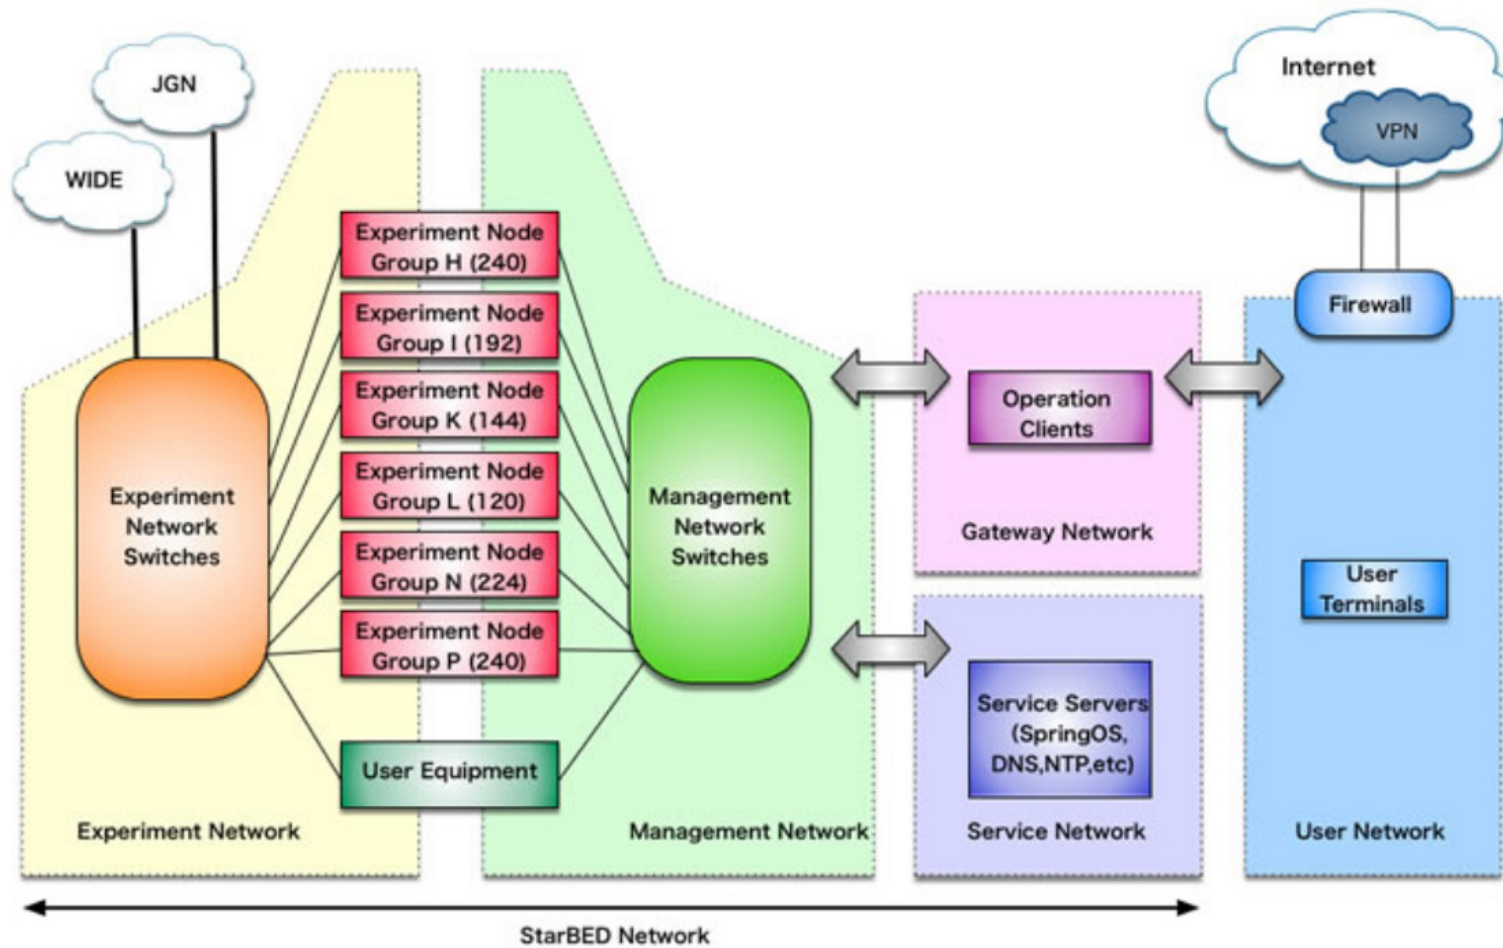 JGN
WIDE
Internet
VPN
Experiment Node
Group H (240)
Experiment Node
Group I (192)
Experiment Node
Group K (144)
Experiment Node
Group L (120)
Experiment Node
Group N (224)
Experiment Node
Group P (240)
User Equipment
Experiment
Network
Switches
Management
Network
Switches
Experiment Network
Management Network
Operation
Clients
Gateway Network
Service Servers
(SpringOS,
DNS,NTP,etc)
Service Network
Firewall
User
Terminals
User Network
StarBED Network